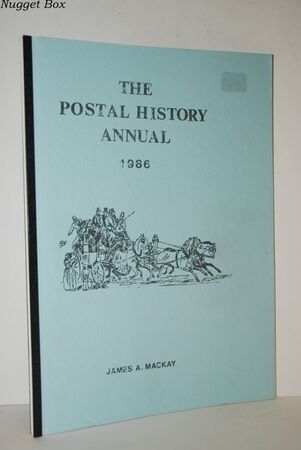 Nugget Box
THE
POSTAL HISTORY
ANNUAL
1986
JAMES A. MACKAY